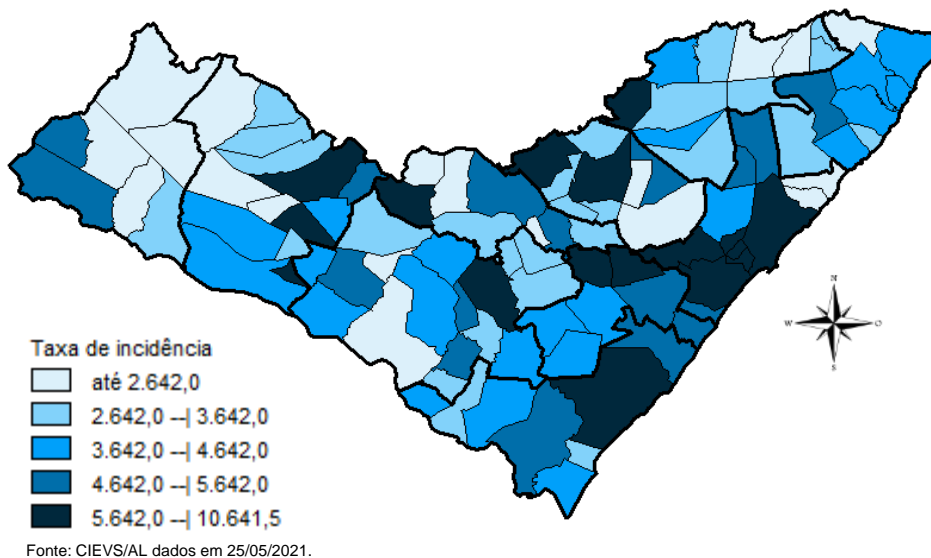 N
W
O
S
Taxa de incidência
até 2.642,0
2.642,0 --| 3.642,0
3.642,0 --| 4.642,0
4.642,0 --| 5.642,0
5.642,0 --| 10.641,5
Fonte: CIEVS/AL dados em 25/05/2021.